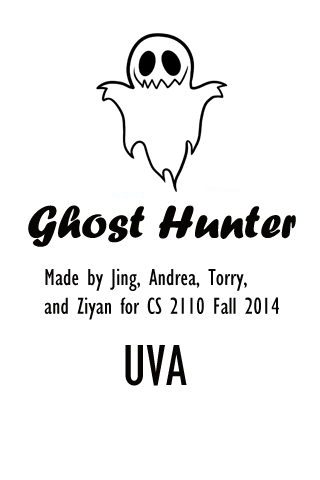 Ghost Hunter
Made by Jing, Andrea, Torry,
and Ziyan for CS 2110 Fall 2014
UVA